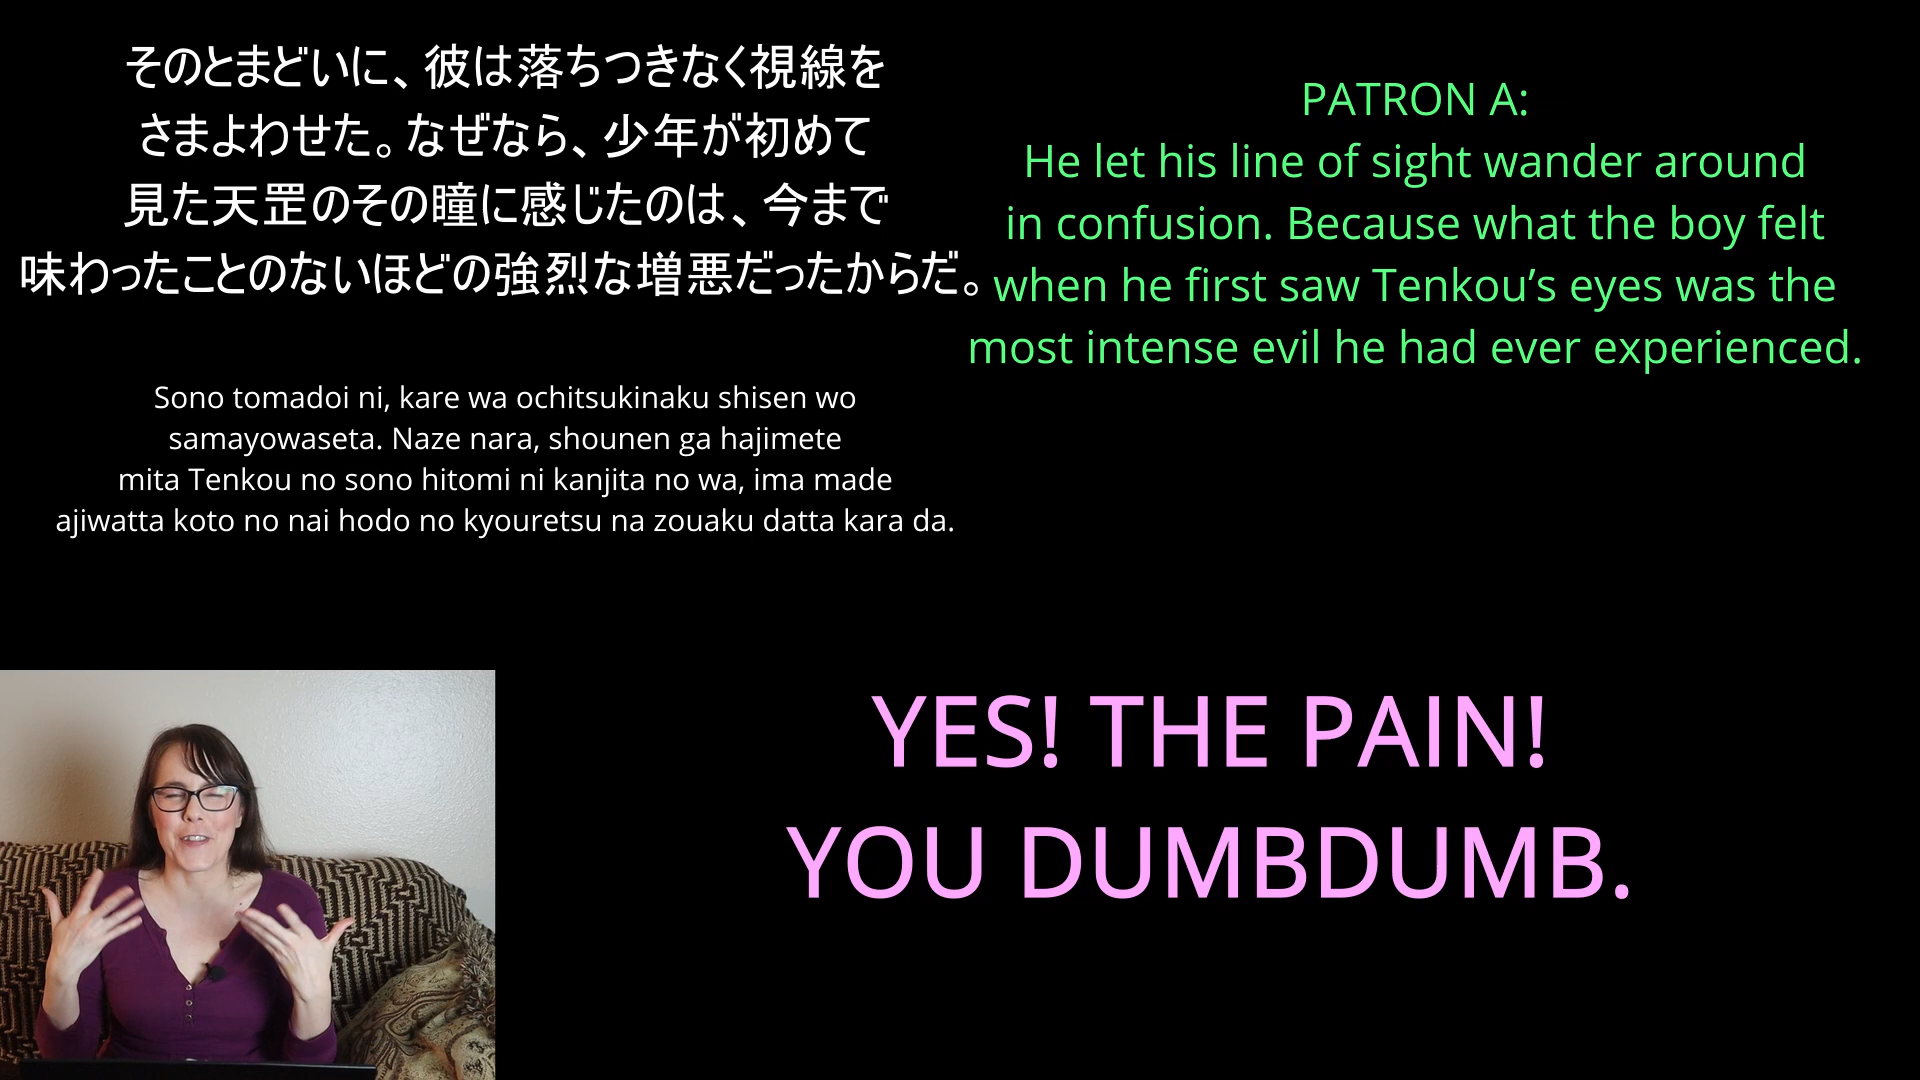 そのとまどいに、彼は落ちつきなく視線を
さまよわせた。なぜなら、少年が初めて
見た天罡のその瞳に感じたのは、今まで
味わったことのないほどの強烈な増悪だったからだ。
Sono tomadoi ni, kare wa ochitsukinaku shisen wo
samayowaseta. Naze nara, shounen ga hajimete
mita Tenkou no sono hitomi ni kanjita no wa, ima made
ajiwatta koto no nai hodo no kyouretsu na zouaku datta kara da.
PATRON A:
He let his line of sight wander around
in confusion. Because what the boy felt
when he first saw Tenkou’s eyes was the
most intense evil he had ever experienced.
YES! THE PAIN!
YOU DUMBDUMB.